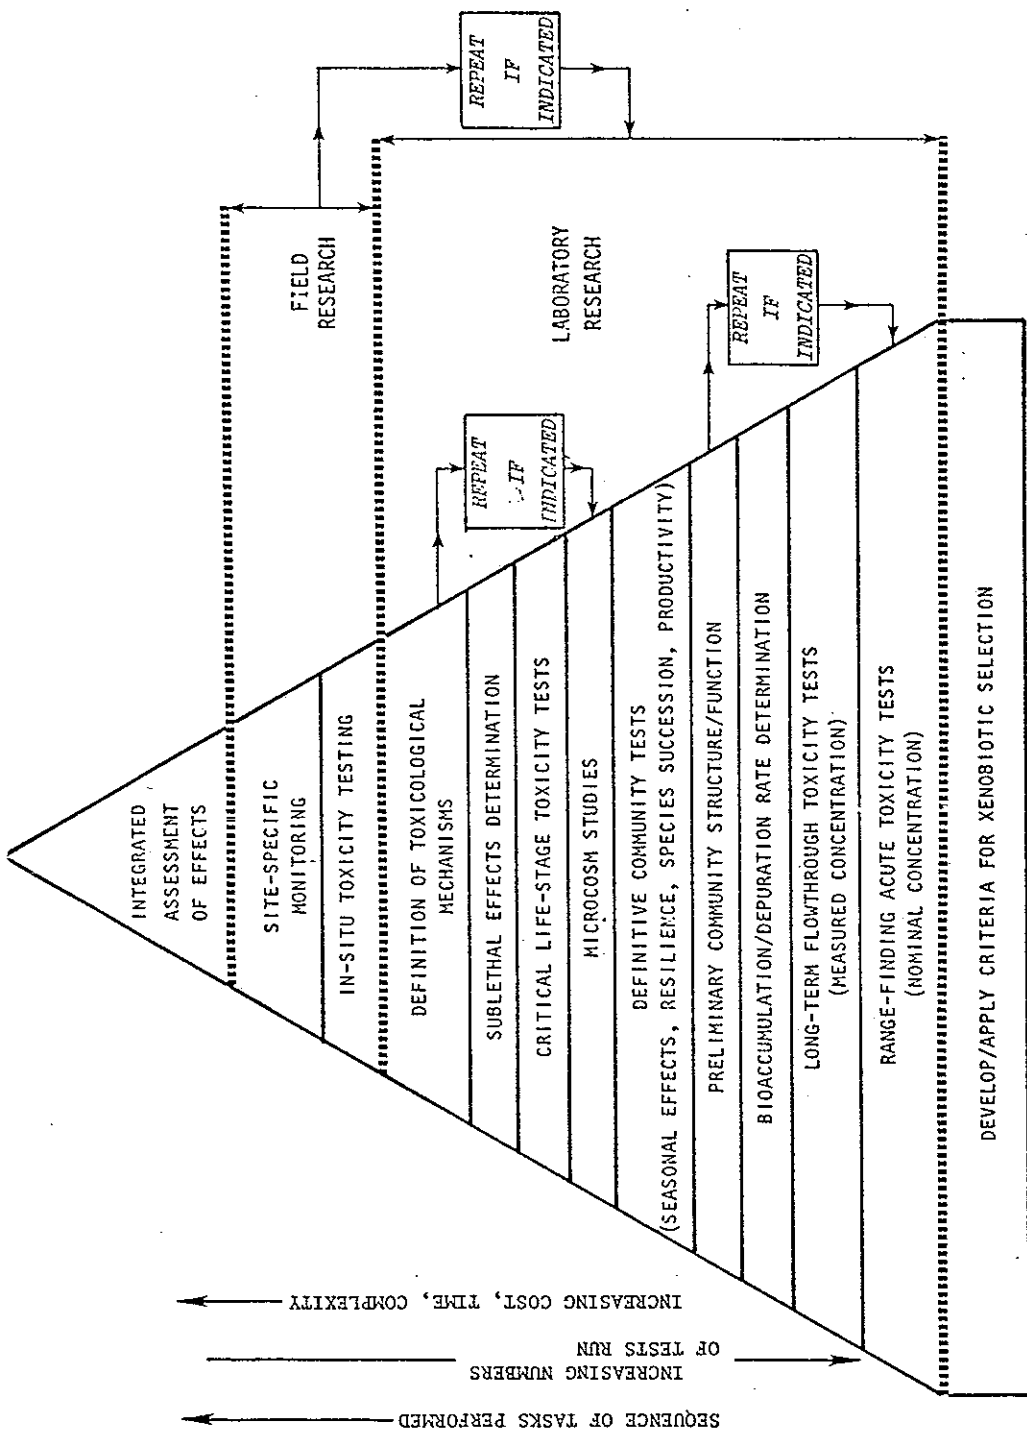 SEQUENCE OF TASKS PERFORMED
INCREASING NUMBERS
OF TESTS RUN
INCREASING COST, TIME, COMPLEXITY
INTEGRATED
ASSESSMENT
OF EFFECTS
SITE-SPECIFIC
MONITORING
IN-SITU TOXICITY TESTING
DEFINITION OF TOXICOLOGICAL
MECHANISMS
SUBLETHAL EFFECTS DETERMINATION
CRITICAL LIFE-STAGE TOXICITY TESTS
MICROCOSM STUDIES
DEFINITIVE COMMUNITY TESTS
(SEASONAL EFFECTS, RESILIENCE, SPECIES SUCCESSION, PRODUCTIVITY)
PRELIMINARY COMMUNITY STRUCTURE/FUNCTION
BIOACCUMULATION/DEPURATION RATE DETERMINATION
LONG-TERM FLOWTHROUGH TOXICITY TESTS
(MEASURED CONCENTRATION)
RANGE-FINDING ACUTE TOXICITY TESTS
(NOMINAL CONCENTRATION)
DEVELOP/APPLY CRITERIA FOR XENOBIOTIC SELECTION
REPEAT
IF
INDICATED
REPEAT
IF
INDICATED
FIELD
RESEARCH
LABORATORY
RESEARCH
REPEAT
IF
INDICATED